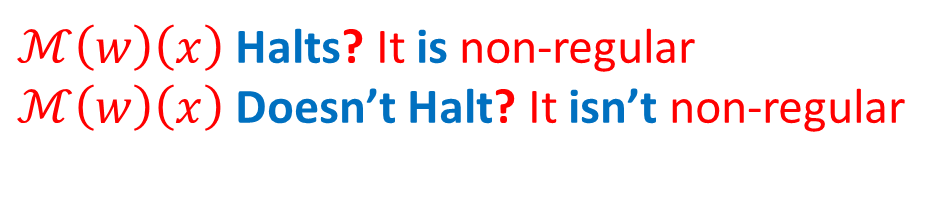 ℳ(𝑤)(𝑥) Halts? It is non-regular
ℳ(𝑤)(𝑥) Doesn’t Halt? It isn’t non-regular